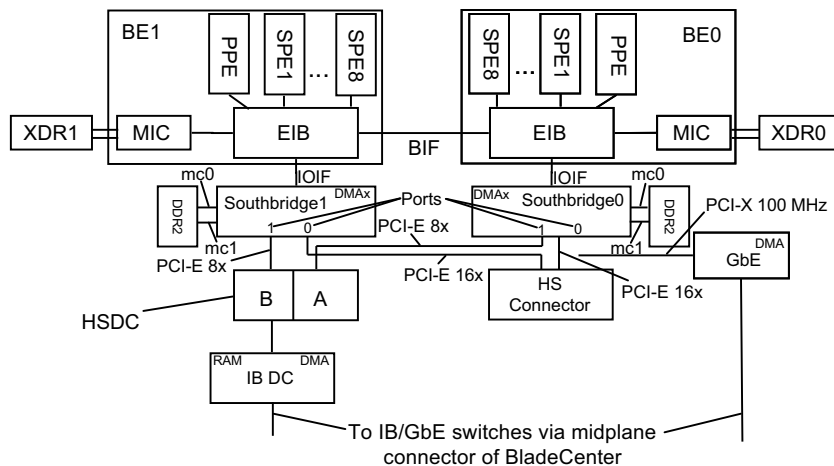 BE1
PPE
SPE1
...
SPE8
BE0
SPE8
...
SPE1
PPE
XDR1
MIC
EIB
BIF
EIB
MIC
XDR0
IOIF
IOIF
mc0
DDR2
mc1
Southbridge1
DMAx
1 0
Ports
DMAx
Southbridge0
1 0
mc0
DDR2
mc1
PCI-X 100 MHz
PCI-E 8x
PCI-E 8x
PCI-E 16x
PCI-E 16x
DMA
GbE
B
A
HS
Connector
HSDC
RAM
DMA
IB DC
To IB/GbE switches via midplane
connector of BladeCenter